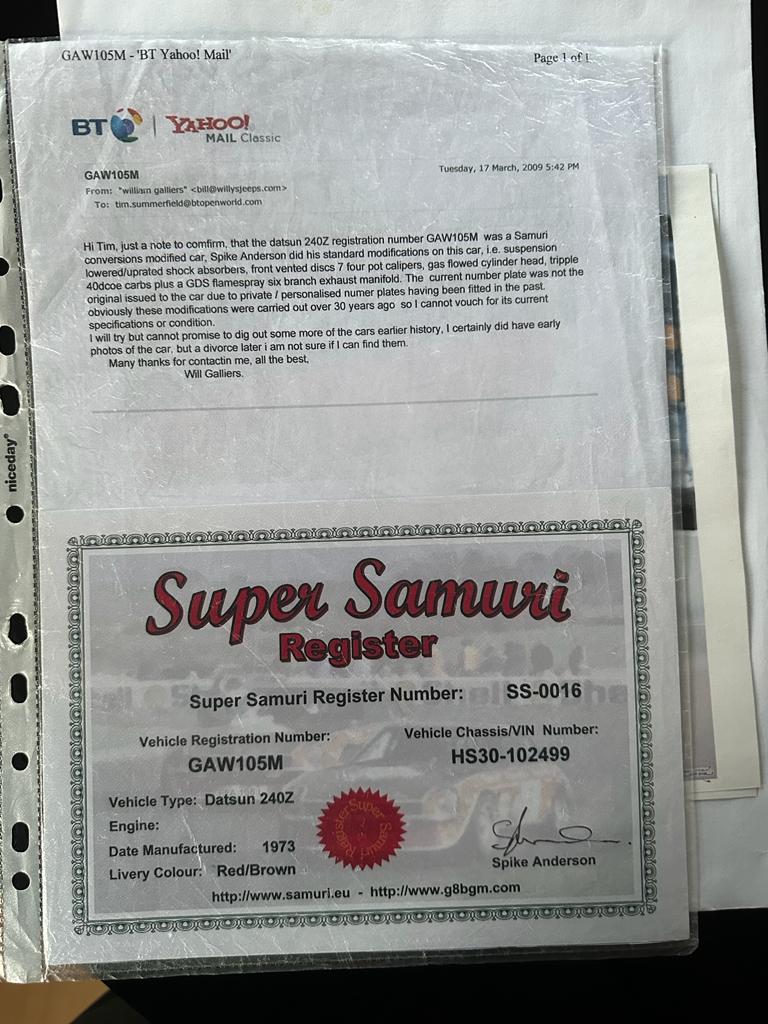 GAW105M - 'BT Yahoo! Mail'
Page 1 of 1
BT YAHOO!
MAIL Classic
GAW105M
Tuesday, 17 March, 2009 5:42 PM
From: "william galliers" <bill@willysjeeps.com>
To: tim.summerfield@btopenworld.com
Hi Tim, just a note to comfirm, that the datsun 240Z registration number GAW105M was a Samuri
conversions modified car, Spike Anderson did his standard modifications on this car, i.e. suspension
lowered/uprated shock absorbers, front vented discs 7 four pot calipers, gas flowed cylinder head, tripple
40dcoe carbs plus a GDS flamespray six branch exhaust manifold. The current number plate was not the
original issued to the car due to private / personalised numer plates having been fitted in the past.
obviously these modifications were carried out over 30 years ago so I cannot vouch for its current
specifications or condition.
I will try but cannot promise to dig out some more of the cars earlier history, I certainly did have early
photos of the car, but a divorce later i am not sure if I can find them.
Many thanks for contactin me, all the best,
Will Galliers.
niceday®
Super Samuri
Register
Super Samuri Register Number: SS-0016
Vehicle Registration Number:
GAW105M
Vehicle Chassis/VIN Number:
HS30-102499
Vehicle Type: Datsun 240Z
Engine:
Date Manufactured: 1973
Livery Colour: Red/Brown
Super Samuri Register
Spike Anderson
http://www.samuri.eu - http://www.g8bgm.com